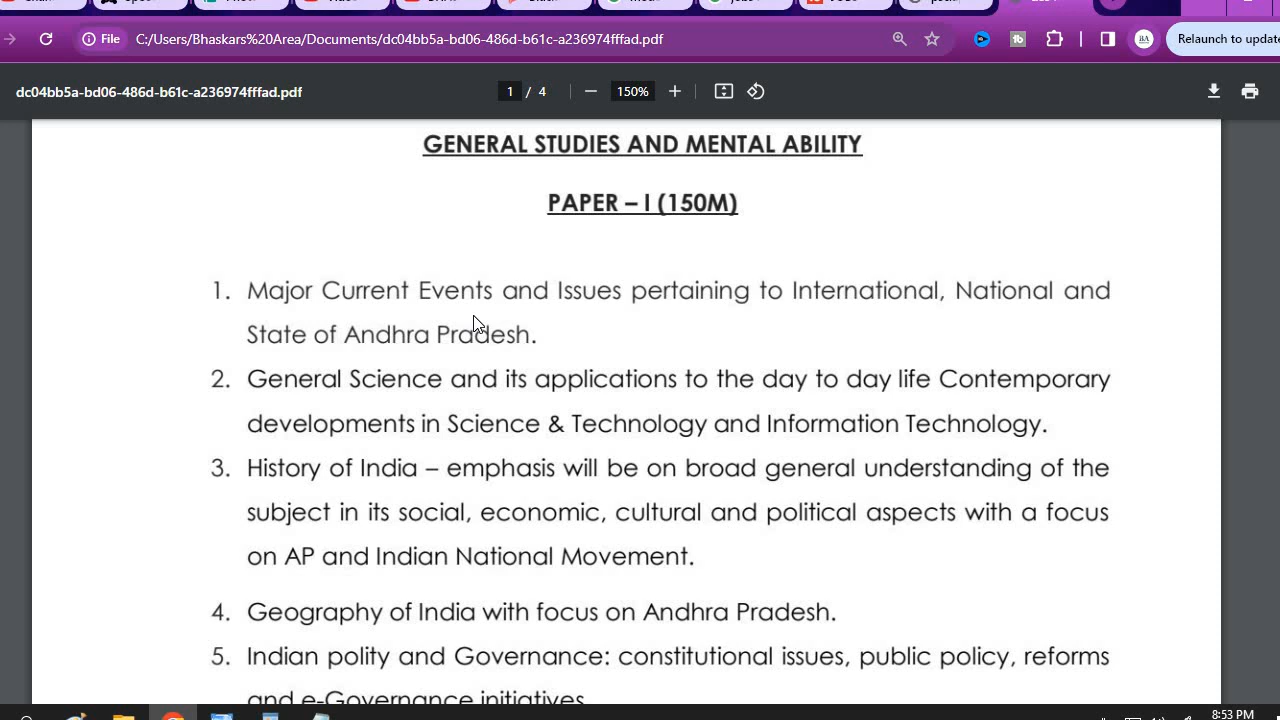 File
C:/Users/Bhaskars%20Area/Documents/dc04bb5a-bd06-486d-b61c-a236974fffad.pdf
Relaunch to update
dc04bb5a-bd06-486d-b61c-a236974fffad.pdf
1 / 4
150%
GENERAL STUDIES AND MENTAL ABILITY
PAPER – I (150M)
1. Major Current Events and Issues pertaining to International, National and
State of Andhra Pradesh.
2. General Science and its applications to the day to day life Contemporary
developments in Science & Technology and Information Technology.
3. History of India – emphasis will be on broad general understanding of the
subject in its social, economic, cultural and political aspects with a focus
on AP and Indian National Movement.
4. Geography of India with focus on Andhra Pradesh.
5. Indian polity and Governance: constitutional issues, public policy, reforms
and e-Governance initiatives.
8:53 PM